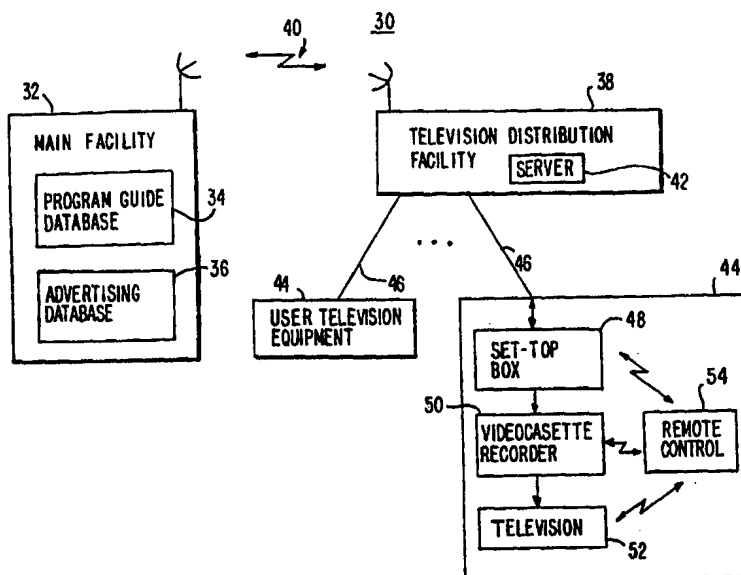 40
30
32
38
MAIN FACILITY
TELEVISION DISTRIBUTION
FACILITY
SERVER
42
PROGRAM GUIDE
DATABASE
34
36
ADVERTISING
DATABASE
44
46
46
44
USER TELEVISION
EQUIPMENT
48
SET-TOP
BOX
50
54
VIDEOCASETTE
RECORDER
REMOTE
CONTROL
TELEVISION
52